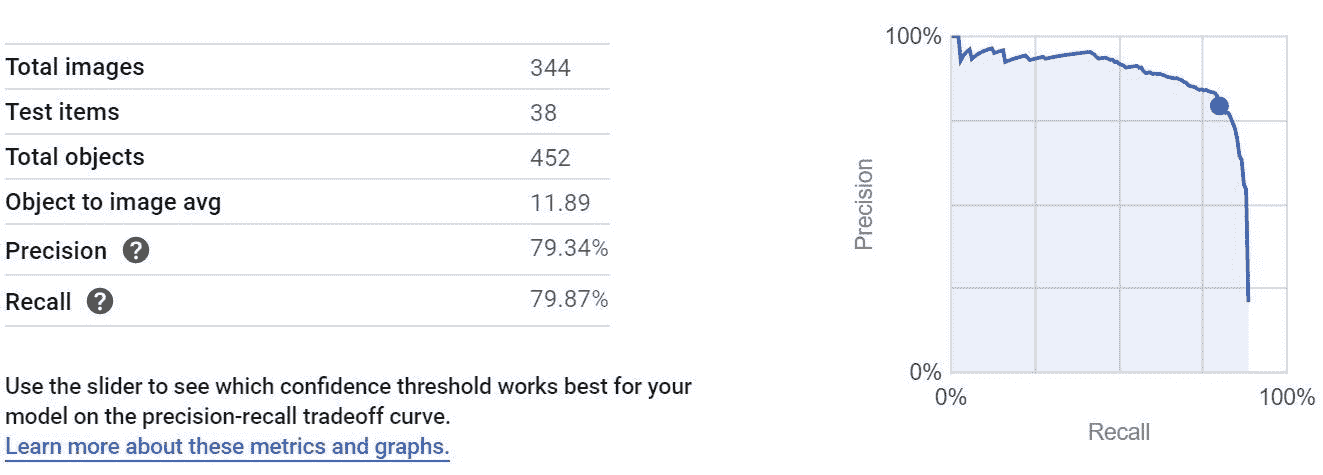 Total images 344
Test items 38
Total objects 452
Object to image avg 11.89
Precision ? 79.34%
Recall ? 79.87%
Use the slider to see which confidence threshold works best for your
model on the precision-recall tradeoff curve.
Learn more about these metrics and graphs.
100%
Precision
0%
0% 100%
Recall